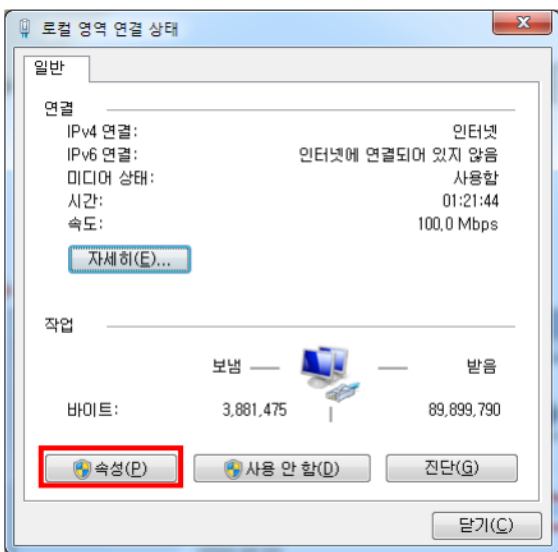 로컬 영역 연결 상태
일반
연결
IPv4 연결: 인터넷
IPv6 연결: 인터넷에 연결되어 있지 않음
미디어 상태: 사용함
시간: 01:21:44
속도: 100,0 Mbps
자세히(E)...
작업
보냄 받음
바이트: 3,881,475 89,899,790
속성(P) 사용 안 함(D) 진단(G)
닫기(C)